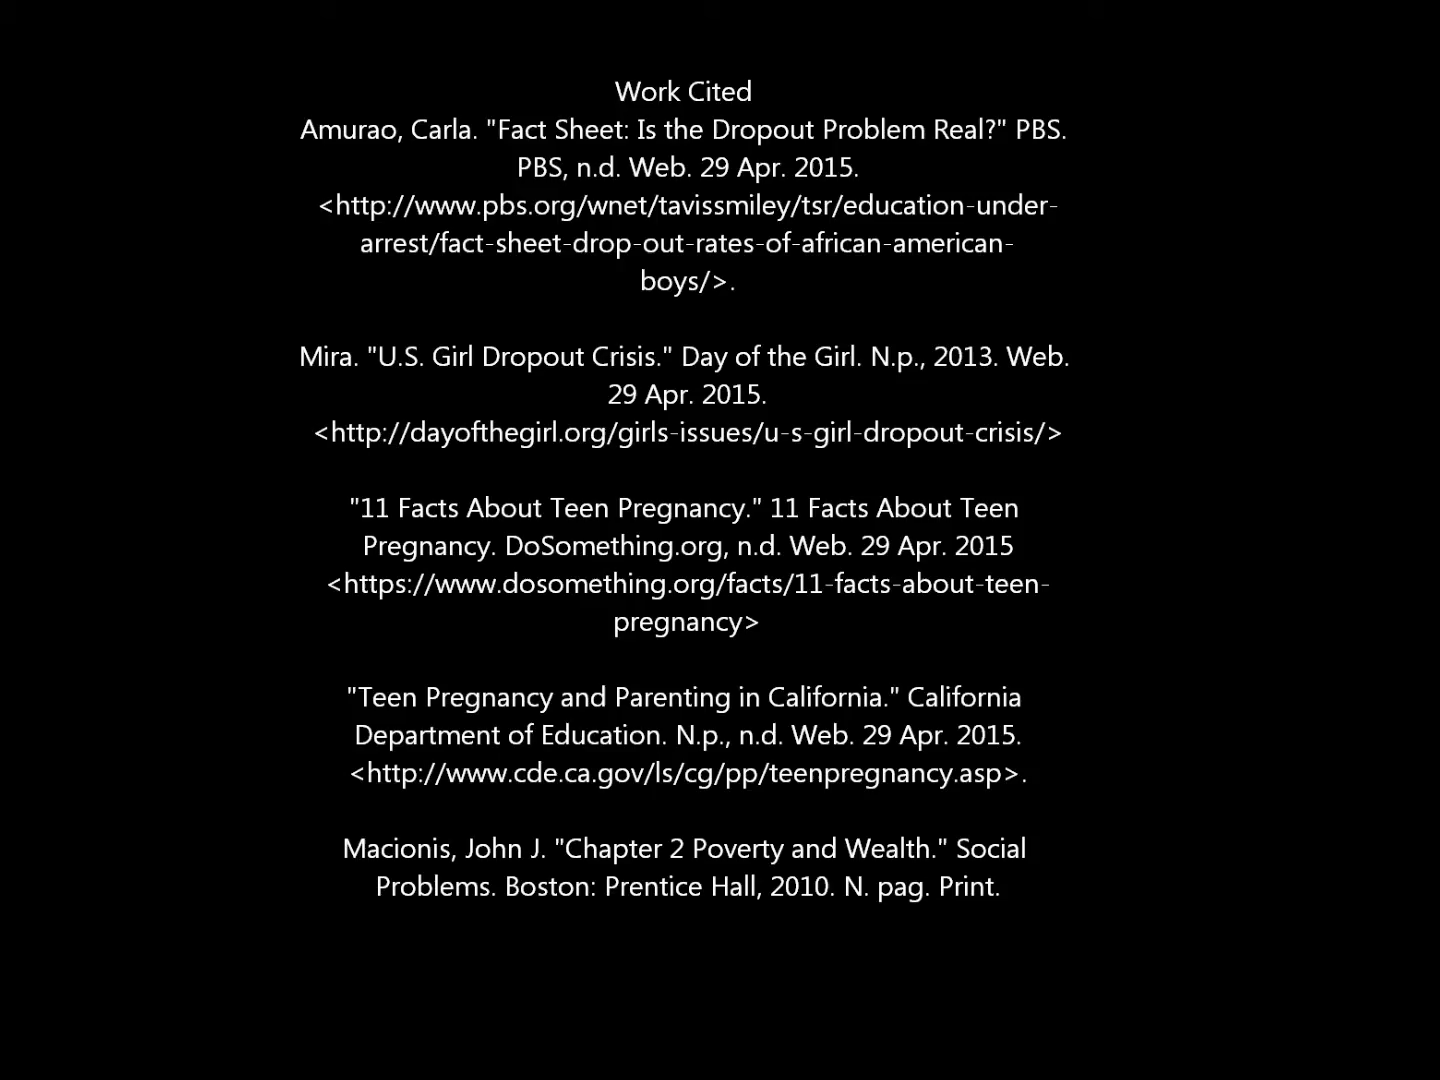 Work Cited
Amurao, Carla. "Fact Sheet: Is the Dropout Problem Real?" PBS.
PBS, n.d. Web. 29 Apr. 2015.
<http://www.pbs.org/wnet/tavissmiley/tsr/education-under-
arrest/fact-sheet-drop-out-rates-of-african-american-
boys/>.
Mira. "U.S. Girl Dropout Crisis." Day of the Girl. N.p., 2013. Web.
29 Apr. 2015.
<http://dayofthegirl.org/girls-issues/u-s-girl-dropout-crisis/>
"11 Facts About Teen Pregnancy." 11 Facts About Teen
Pregnancy. DoSomething.org, n.d. Web. 29 Apr. 2015
<https://www.dosomething.org/facts/11-facts-about-teen-
pregnancy>
"Teen Pregnancy and Parenting in California." California
Department of Education. N.p., n.d. Web. 29 Apr. 2015.
<http://www.cde.ca.gov/ls/cg/pp/teenpregnancy.asp>.
Macionis, John J. "Chapter 2 Poverty and Wealth." Social
Problems. Boston: Prentice Hall, 2010. N. pag. Print.